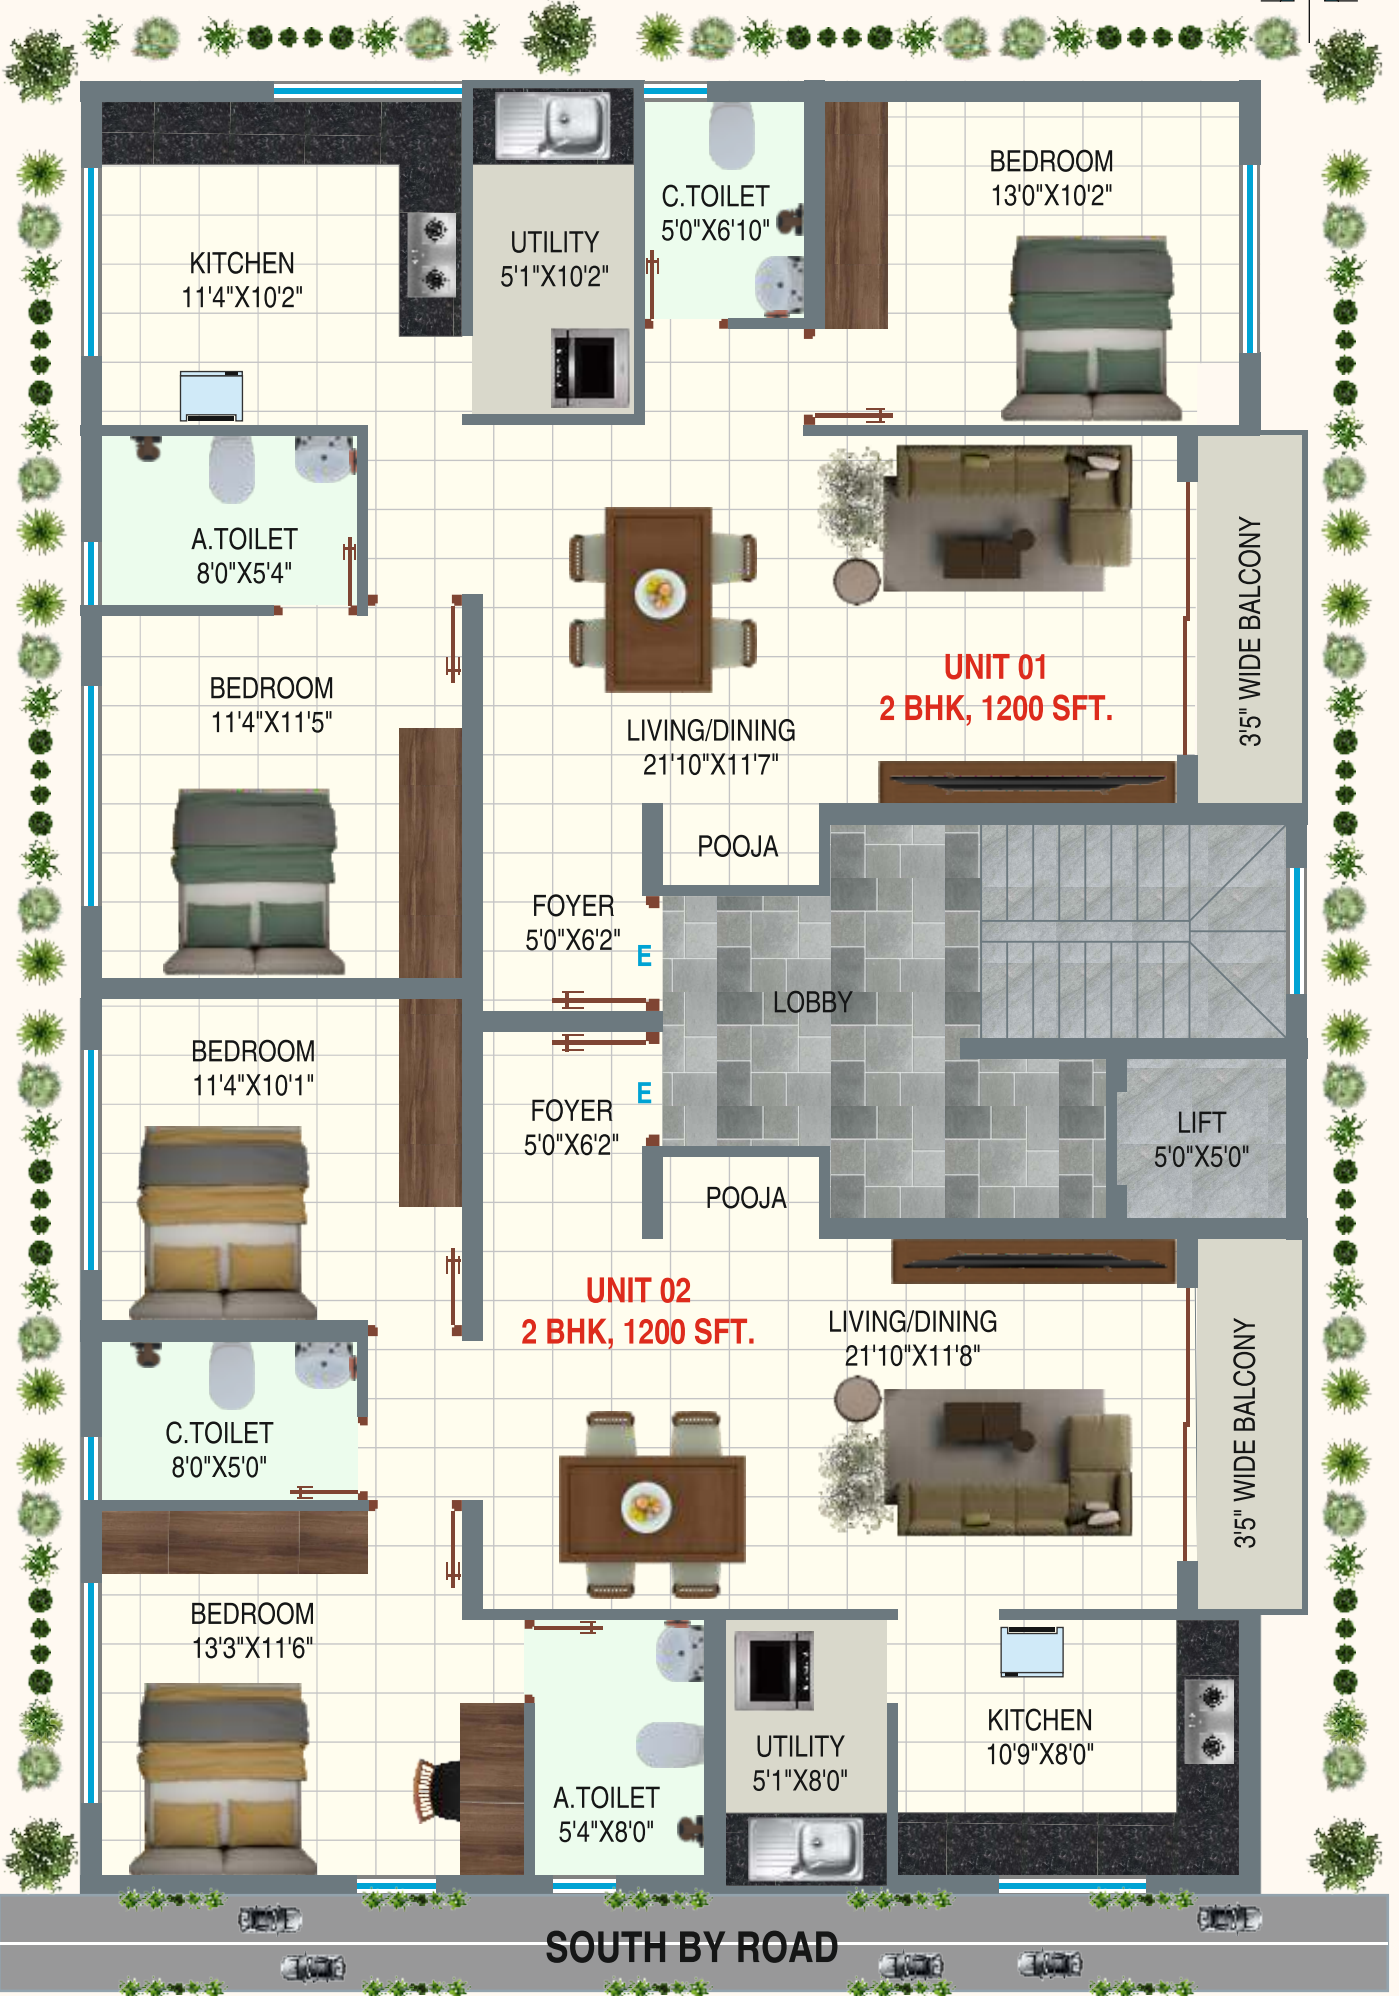 BEDROOM
13'0"X10'2"
C.TOILET
5'0"X6'10"
UTILITY
5'1"X10'2"
KITCHEN
11'4"X10'2"
A.TOILET
8'0"X5'4"
3'5" WIDE BALCONY
UNIT 01
2 BHK, 1200 SFT.
BEDROOM
11'4"X11'5"
LIVING/DINING
21'10"X11'7"
POOJA
FOYER
5'0"X6'2"
E
LOBBY
BEDROOM
11'4"X10'1"
E
FOYER
5'0"X6'2"
LIFT
5'0"X5'0"
POOJA
UNIT 02
2 BHK, 1200 SFT.
LIVING/DINING
21'10"X11'8"
3'5" WIDE BALCONY
C.TOILET
8'0"X5'0"
BEDROOM
13'3"X11'6"
KITCHEN
10'9"X8'0"
UTILITY
5'1"X8'0"
A.TOILET
5'4"X8'0"
SOUTH BY ROAD